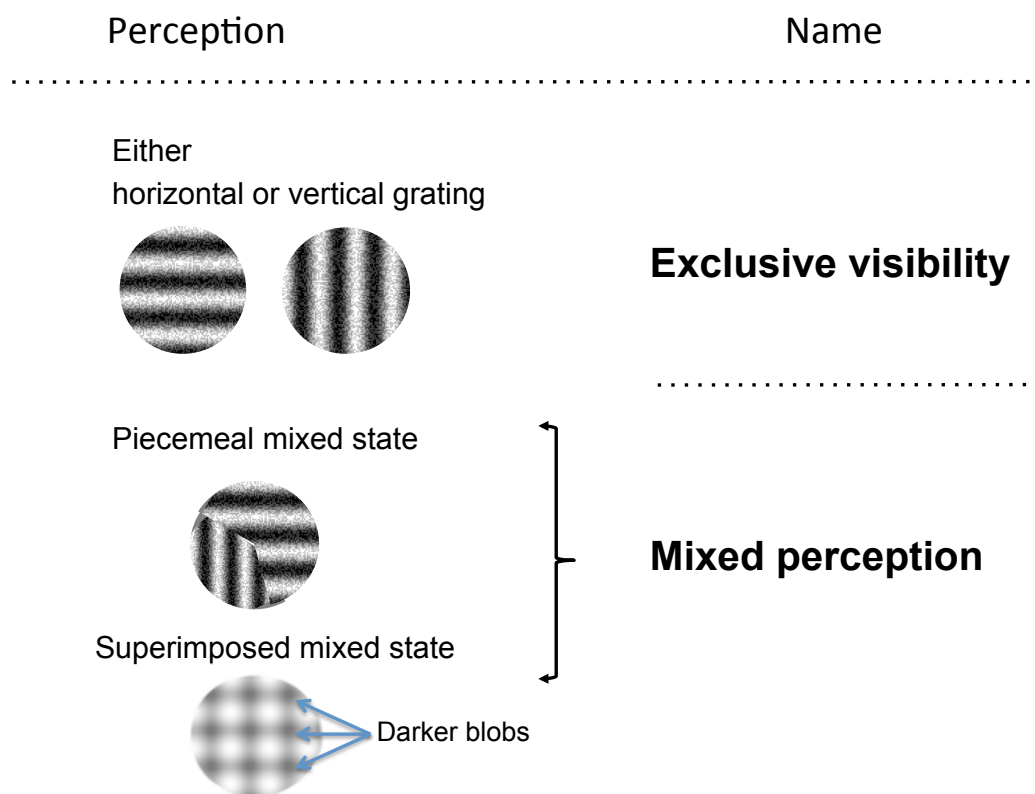 Perception Name
Either
horizontal or vertical grating
Exclusive visibility
Piecemeal mixed state
Mixed perception
Superimposed mixed state
Darker blobs